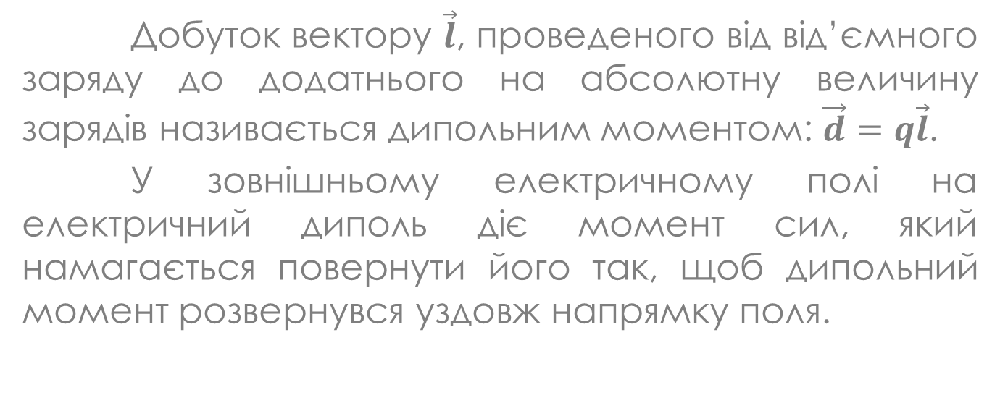 Добуток вектору \(\vec{l}\), проведеного від від’ємного
заряду до додатнього на абсолютну величину
зарядів називається дипольним моментом: \(\vec{d} = q\vec{l}\).
У зовнішньому електричному полі на
електричний диполь діє момент сил, який
намагається повернути його так, щоб дипольний
момент розвернувся уздовж напрямку поля.